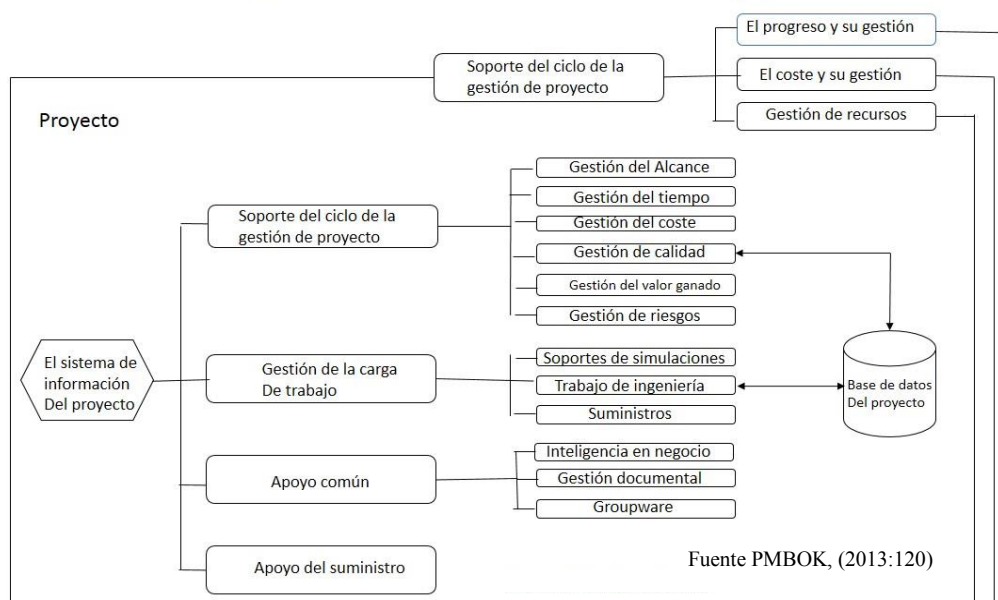 El progreso y su gestión
Soporte del ciclo de la
gestión de proyecto
El coste y su gestión
Gestión de recursos
Proyecto
Soporte del ciclo de la
gestión de proyecto
Gestión del Alcance
Gestión del tiempo
Gestión del coste
Gestión de calidad
Gestión del valor ganado
Gestión de riesgos
El sistema de
información
Del proyecto
Gestión de la carga
De trabajo
Soportes de simulaciones
Trabajo de ingeniería
Suministros
Base de datos
Del proyecto
Apoyo común
Inteligencia en negocio
Gestión documental
Groupware
Apoyo del suministro
Fuente PMBOK, (2013:120)